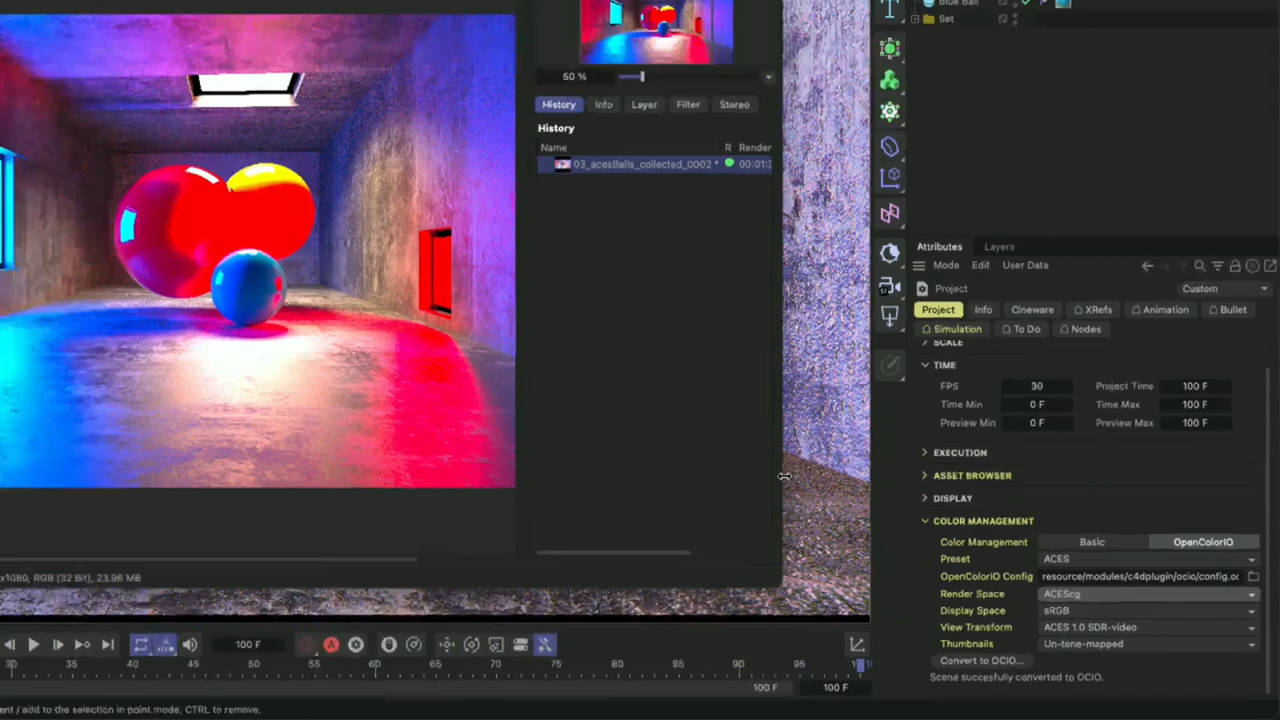 Blue Ball
Set
50 %
History Info Layer Filter Stereo
History
Name R Render
03_acesBalls_collected_0002 * 00:01:3
Attributes Layers
Mode Edit User Data
Project Custom
Project Info Cineware XRefs Animation Bullet
Simulation To Do Nodes
SCALE
TIME
FPS 30 Project Time 100 F
Time Min 0 F Time Max 100 F
Preview Min 0 F Preview Max 100 F
EXECUTION
ASSET BROWSER
DISPLAY
COLOR MANAGEMENT
Color Management Basic OpenColorIO
Preset ACES
OpenColorIO Config resource/modules/c4dplugin/ocio/config.oc
Render Space ACEScg
Display Space sRGB
View Transform ACES 1.0 SDR-video
Thumbnails Un-tone-mapped
Convert to OCIO...
Scene succesfully converted to OCIO.
x1080, RGB (32 Bit), 23.96 MB
100 F
30 35 40 45 50 55 60 65 70 75 80 85 90 95
100 F 100 F
ent / add to the selection in point mode, CTRL to remove.